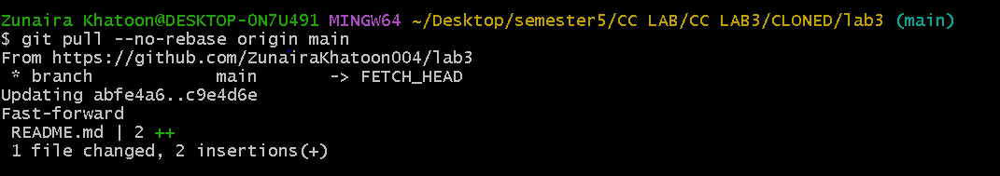 Zunaira Khatoon@DESKTOP-0N7U491 MINGW64 ~/Desktop/semester5/CC LAB/CC LAB3/CLONED/lab3 (main)
$ git pull --no-rebase origin main
From https://github.com/ZunairaKhatoon004/lab3
 * branch            main       -> FETCH_HEAD
Updating abfe4a6..c9e4d6e
Fast-forward
 README.md | 2 ++
 1 file changed, 2 insertions(+)